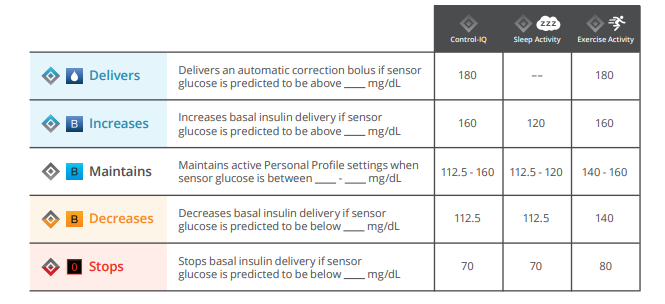 zzz
Control-IQ Sleep Activity Exercise Activity
Delivers Delivers an automatic correction bolus if sensor
glucose is predicted to be above ____ mg/dL 180 -- 180
B Increases Increases basal insulin delivery if sensor
glucose is predicted to be above ____ mg/dL 160 120 160
B Maintains Maintains active Personal Profile settings when
sensor glucose is between ____ - ____ mg/dL 112.5 - 160 112.5 - 120 140 - 160
B Decreases Decreases basal insulin delivery if sensor
glucose is predicted to be below ____ mg/dL 112.5 112.5 140
0 Stops Stops basal insulin delivery if sensor
glucose is predicted to be below ____ mg/dL 70 70 80